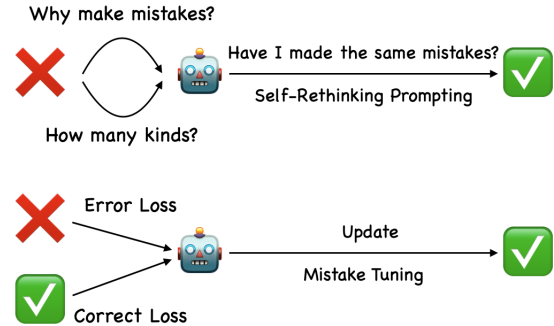 Why make mistakes?
Have I made the same mistakes?
Self-Rethinking Prompting
How many kinds?
Error Loss
Update
Mistake Tuning
Correct Loss